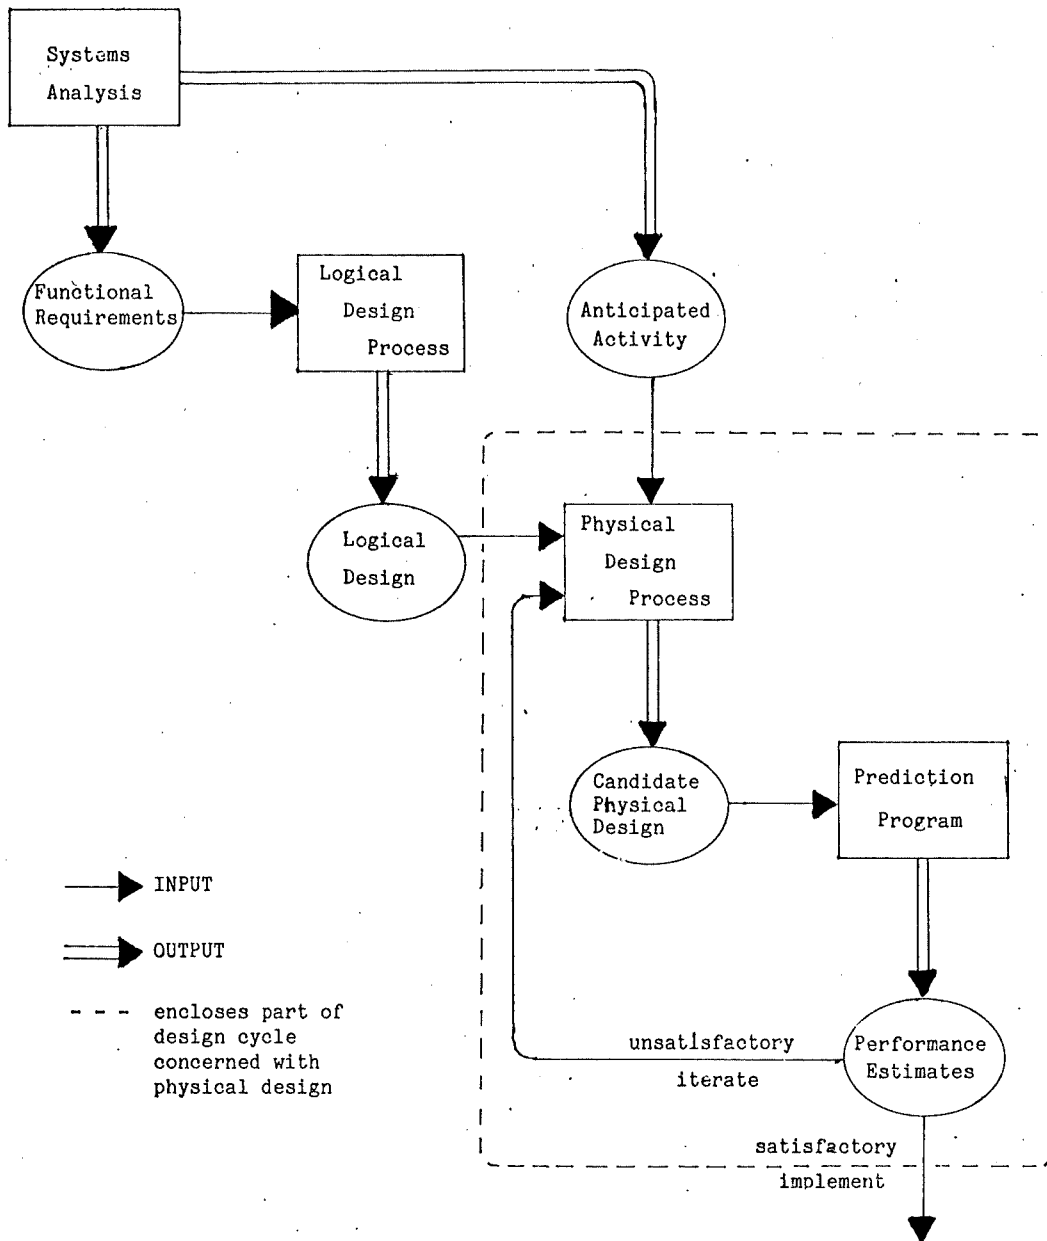 Systems
Analysis
Functional
Requirements
Logical
Design
Process
Anticipated
Activity
Logical
Design
Physical
Design
Process
Candidate
Physical
Design
Prediction
Program
INPUT
OUTPUT
encloses part of
design cycle
concerned with
physical design
unsatisfactory
iterate
Performance
Estimates
satisfactory
implement